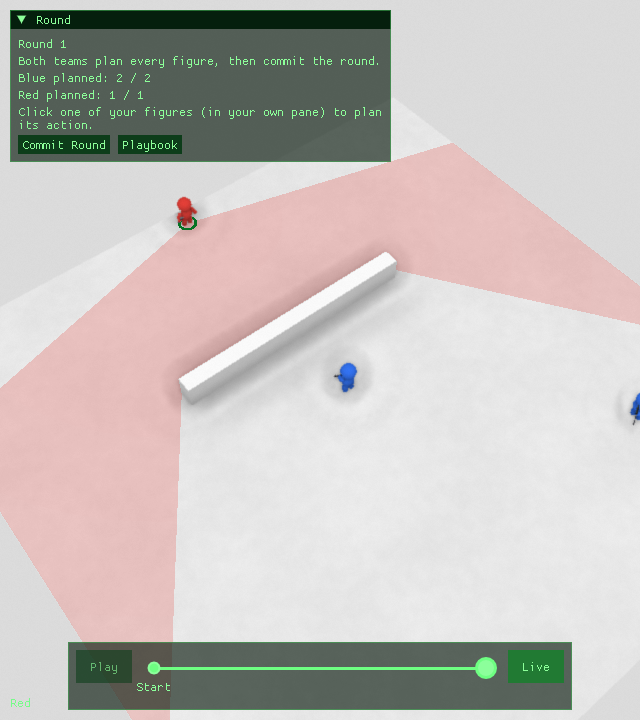 Round
Round 1
Both teams plan every figure, then commit the round.
Blue planned: 2 / 2
Red planned: 1 / 1
Click one of your figures (in your own pane) to plan
its action.
Commit Round Playbook
Play Live
Start
Red